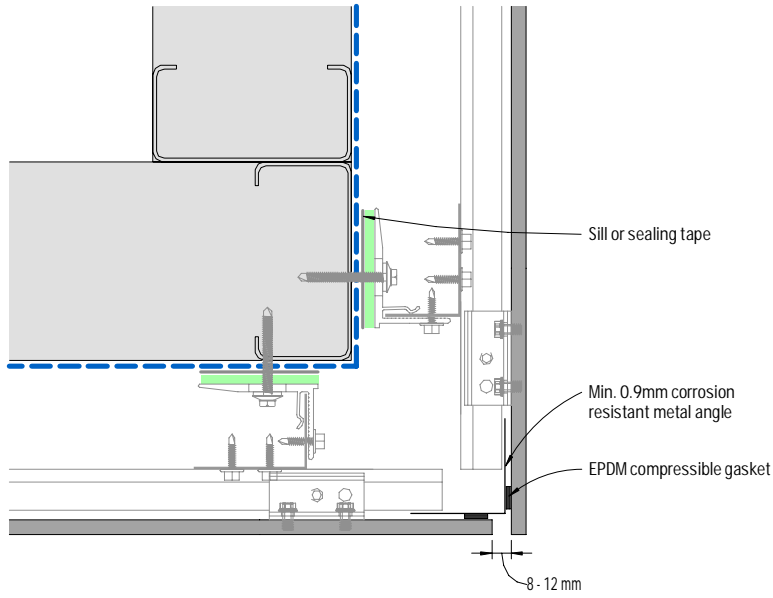 Sill or sealing tape
Min. 0.9mm corrosion
resistant metal angle
EPDM compressible gasket
8 - 12 mm